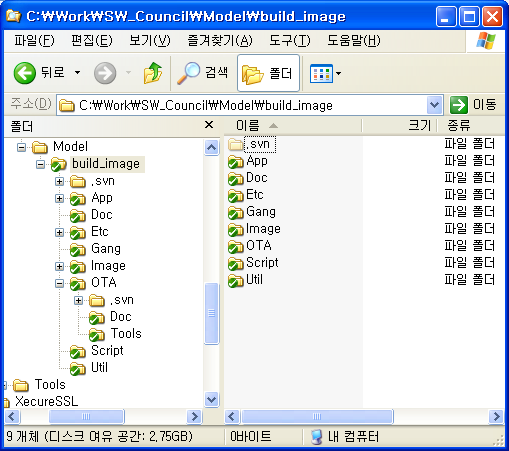 C:₩Work₩SW_Council₩Model₩build_image
파일(F) 편집(E) 보기(V) 즐겨찾기(A) 도구(T) 도움말(H)
뒤로 검색 폴더
주소(D) C:₩Work₩SW_Council₩Model₩build_image 이동
폴더
Model
build_image
.svn
App
Doc
Etc
Gang
Image
OTA
.svn
Doc
Tools
Script
Util
Tools
XecureSSL
이름 크기 종류
.svn 파일 폴더
App 파일 폴더
Doc 파일 폴더
Etc 파일 폴더
Gang 파일 폴더
Image 파일 폴더
OTA 파일 폴더
Script 파일 폴더
Util 파일 폴더
9 개체 (디스크 여유 공간: 2.75GB) 0바이트 내 컴퓨터